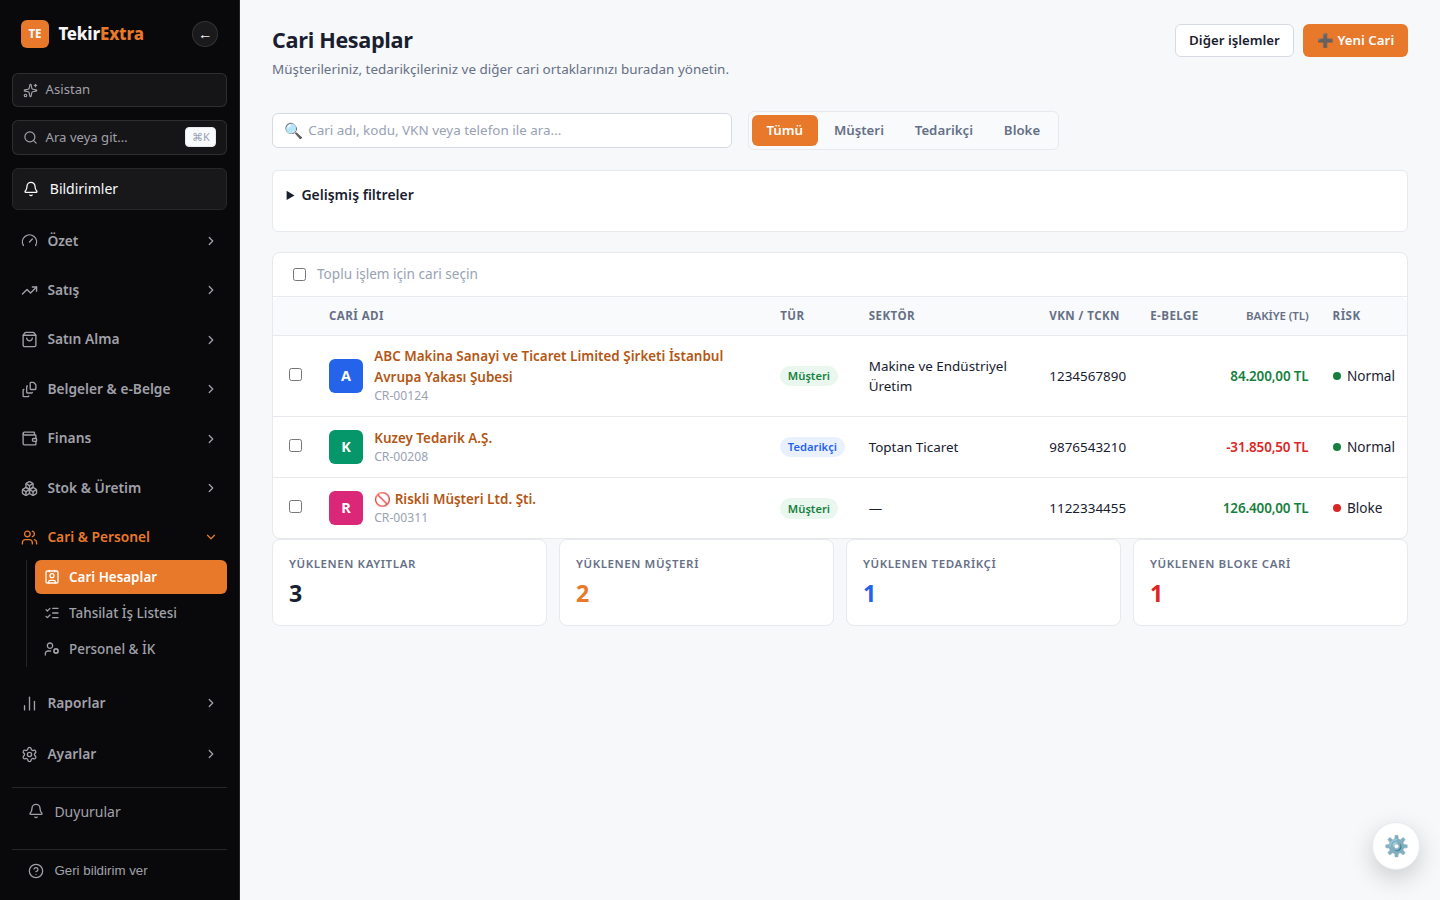 TE TekirExtra
Asistan
Ara veya git... ⌘K
Bildirimler
Özet
Satış
Satın Alma
Belgeler & e-Belge
Finans
Stok & Üretim
Cari & Personel
Cari Hesaplar
Tahsilat İş Listesi
Personel & İK
Raporlar
Ayarlar
Duyurular
Geri bildirim ver
Cari Hesaplar
Müşterileriniz, tedarikçileriniz ve diğer cari ortaklarınızı buradan yönetin.
Diğer işlemler
➕ Yeni Cari
🔍 Cari adı, kodu, VKN veya telefon ile ara...
Tümü Müşteri Tedarikçi Bloke
▶ Gelişmiş filtreler
Toplu işlem için cari seçin
CARİ ADI TÜR SEKTÖR VKN / TCKN E-BELGE BAKİYE (TL) RİSK
A
ABC Makina Sanayi ve Ticaret Limited Şirketi İstanbul
Avrupa Yakası Şubesi
CR-00124
Müşteri
Makine ve Endüstriyel
Üretim
1234567890
84.200,00 TL
Normal
K
Kuzey Tedarik A.Ş.
CR-00208
Tedarikçi
Toptan Ticaret
9876543210
-31.850,50 TL
Normal
R
🚫 Riskli Müşteri Ltd. Şti.
CR-00311
Müşteri
—
1122334455
126.400,00 TL
Bloke
YÜKLENEN KAYITLAR
3
YÜKLENEN MÜŞTERİ
2
YÜKLENEN TEDARİKÇİ
1
YÜKLENEN BLOKE CARİ
1